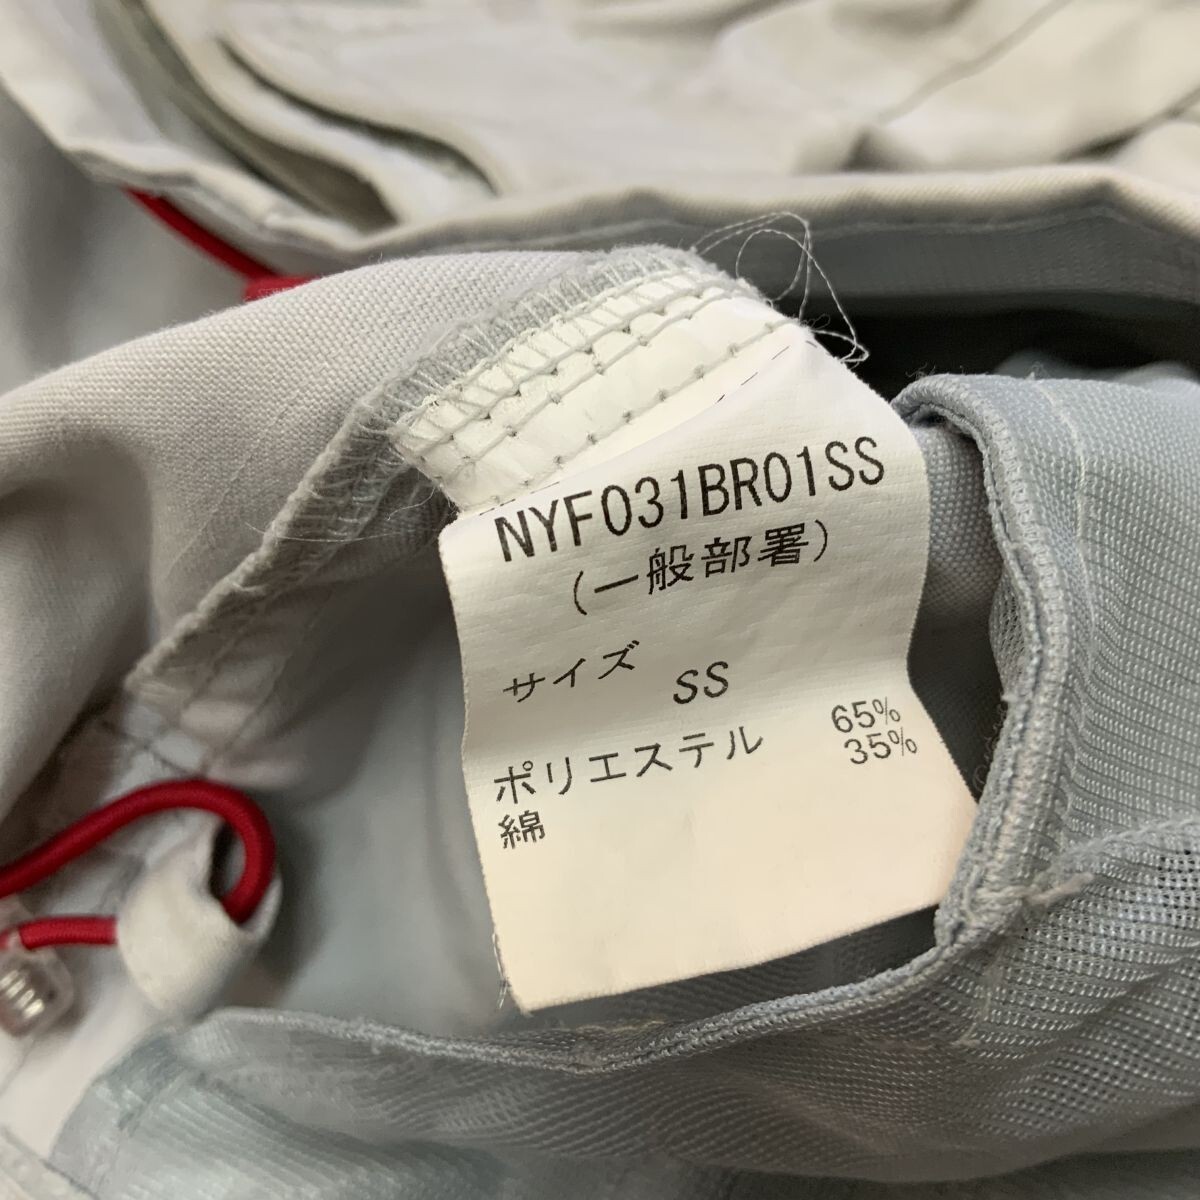 NYF031BR01SS
(一般部署)
サイズ
SS
ポリエステル 65%
綿 35%